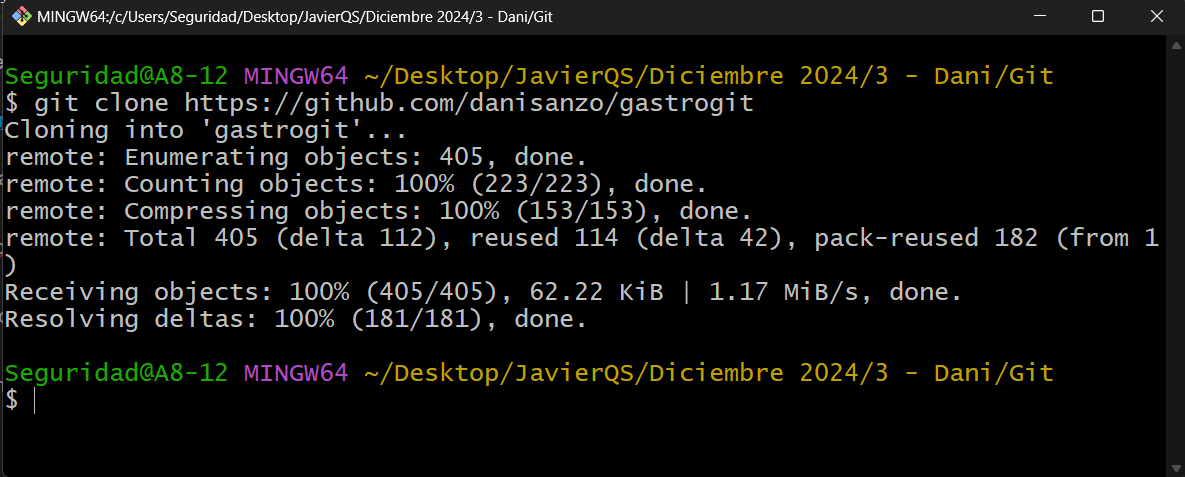 MINGW64:/c/Users/Seguridad/Desktop/JavierQS/Diciembre 2024/3 - Dani/Git
Seguridad@A8-12 MINGW64 ~/Desktop/JavierQS/Diciembre 2024/3 - Dani/Git
$ git clone https://github.com/danisanzo/gastrogit
Cloning into 'gastrogit'...
remote: Enumerating objects: 405, done.
remote: Counting objects: 100% (223/223), done.
remote: Compressing objects: 100% (153/153), done.
remote: Total 405 (delta 112), reused 114 (delta 42), pack-reused 182 (from 1
)
Receiving objects: 100% (405/405), 62.22 KiB | 1.17 MiB/s, done.
Resolving deltas: 100% (181/181), done.
Seguridad@A8-12 MINGW64 ~/Desktop/JavierQS/Diciembre 2024/3 - Dani/Git
$